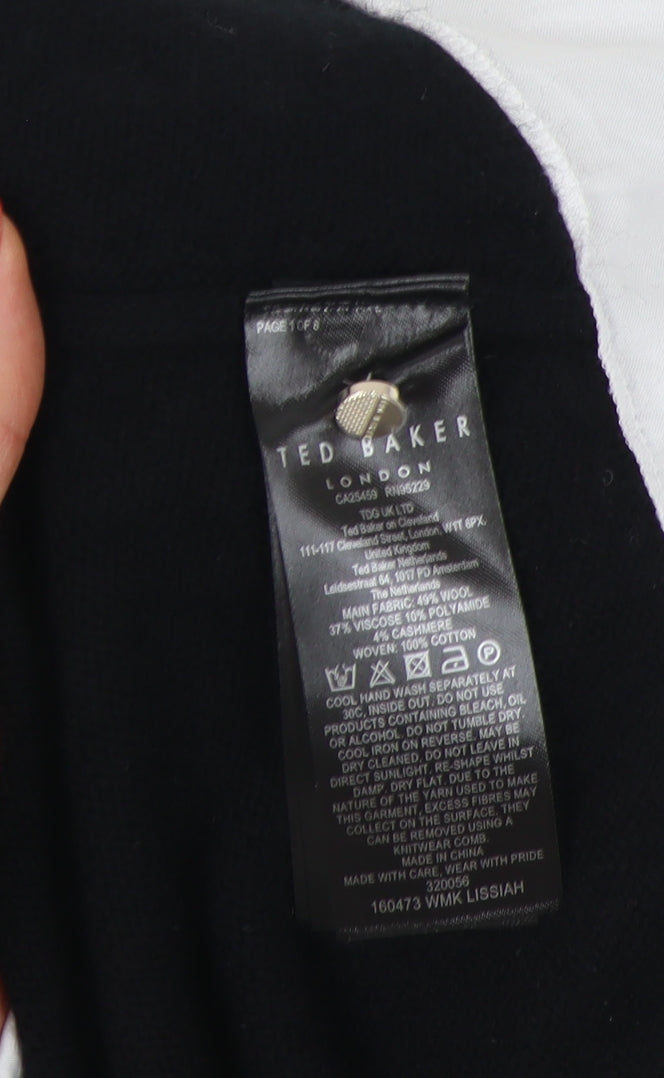 PAGE 1 OF 8
TED BAKER
LONDON
CA25459 RN95229
TDG UK LTD
Ted Baker on Cleveland
111-117 Cleveland Street, London, W1T 6PX,
United Kingdom
Ted Baker Netherlands
Leidsestraat 64, 1017 PD Amsterdam
The Netherlands
MAIN FABRIC: 49% WOOL
37% VISCOSE 10% POLYAMIDE
4% CASHMERE
WOVEN: 100% COTTON
P
COOL HAND WASH SEPARATELY AT
30C, INSIDE OUT. DO NOT USE
PRODUCTS CONTAINING BLEACH, OIL
OR ALCOHOL. DO NOT TUMBLE DRY.
COOL IRON ON REVERSE. MAY BE
DRY CLEANED, DO NOT LEAVE IN
DIRECT SUNLIGHT, RE-SHAPE WHILST
DAMP, DRY FLAT. DUE TO THE
NATURE OF THE YARN USED TO MAKE
THIS GARMENT, EXCESS FIBRES MAY
COLLECT ON THE SURFACE. THEY
CAN BE REMOVED USING A
KNITWEAR COMB.
MADE IN CHINA
MADE WITH CARE, WEAR WITH PRIDE
320056
160473 WMK LISSIAH